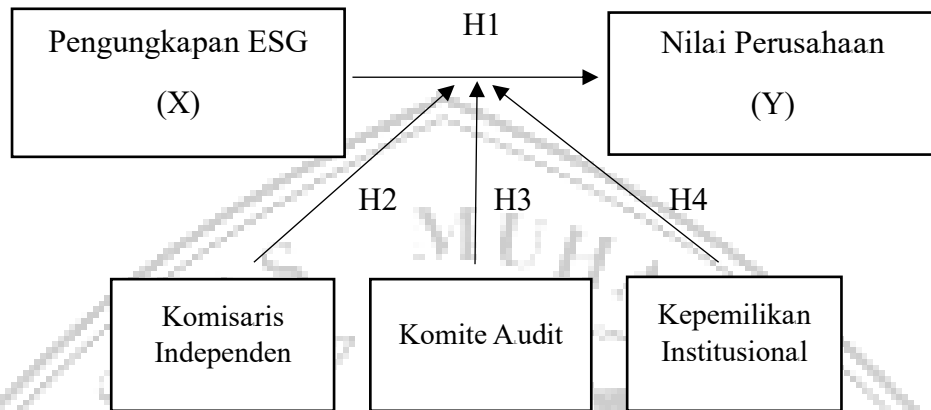 H1
Pengungkapan ESG
(X)
Nilai Perusahaan
(Y)
H2
H3
H4
Komisaris
Independen
Komite Audit
Kepemilikan
Institusional